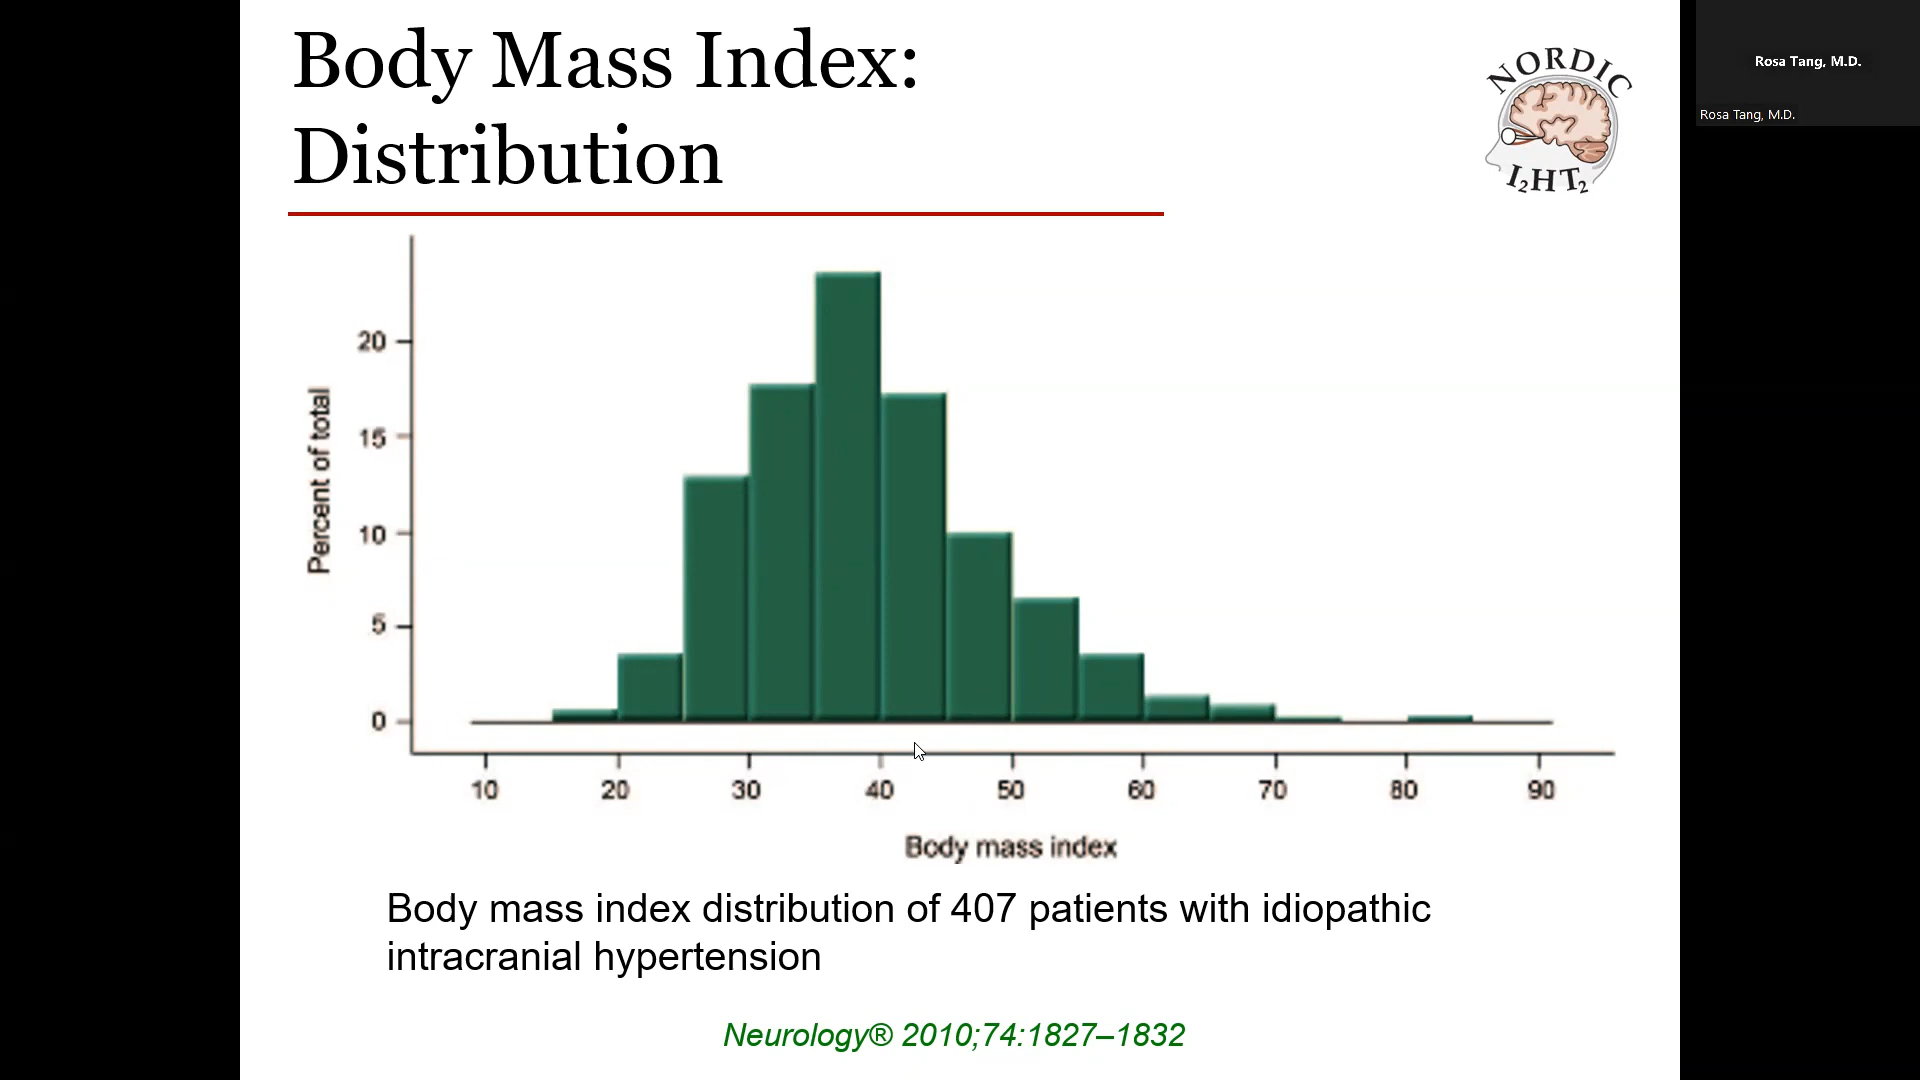 Body Mass Index:
Distribution
NORDIC
I₂HT₂
Rosa Tang, M.D.
Rosa Tang, M.D.
Percent of total
20
15
10
5
0
10 20 30 40 50 60 70 80 90
Body mass index
Body mass index distribution of 407 patients with idiopathic
intracranial hypertension
Neurology® 2010;74:1827–1832